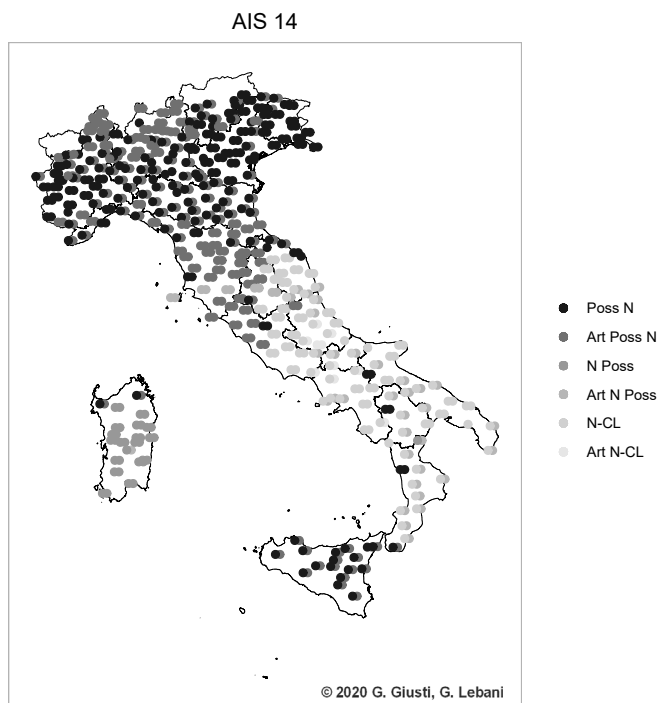 AIS 14
Poss N
Art Poss N
N Poss
Art N Poss
N-CL
Art N-CL
© 2020 G. Giusti, G. Lebani